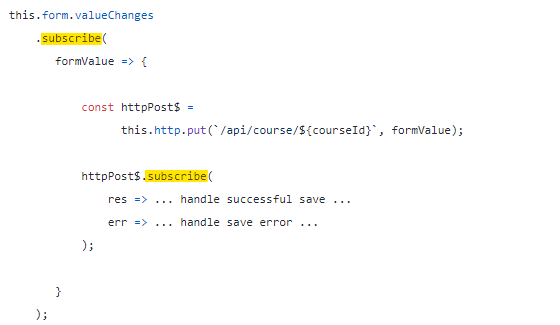 this.form.valueChanges
.subscribe(
formValue => {
const httpPost$ =
this.http.put(`/api/course/${courseId}`, formValue);
httpPost$.subscribe(
res => ... handle successful save ...
err => ... handle save error ...
);
}
);